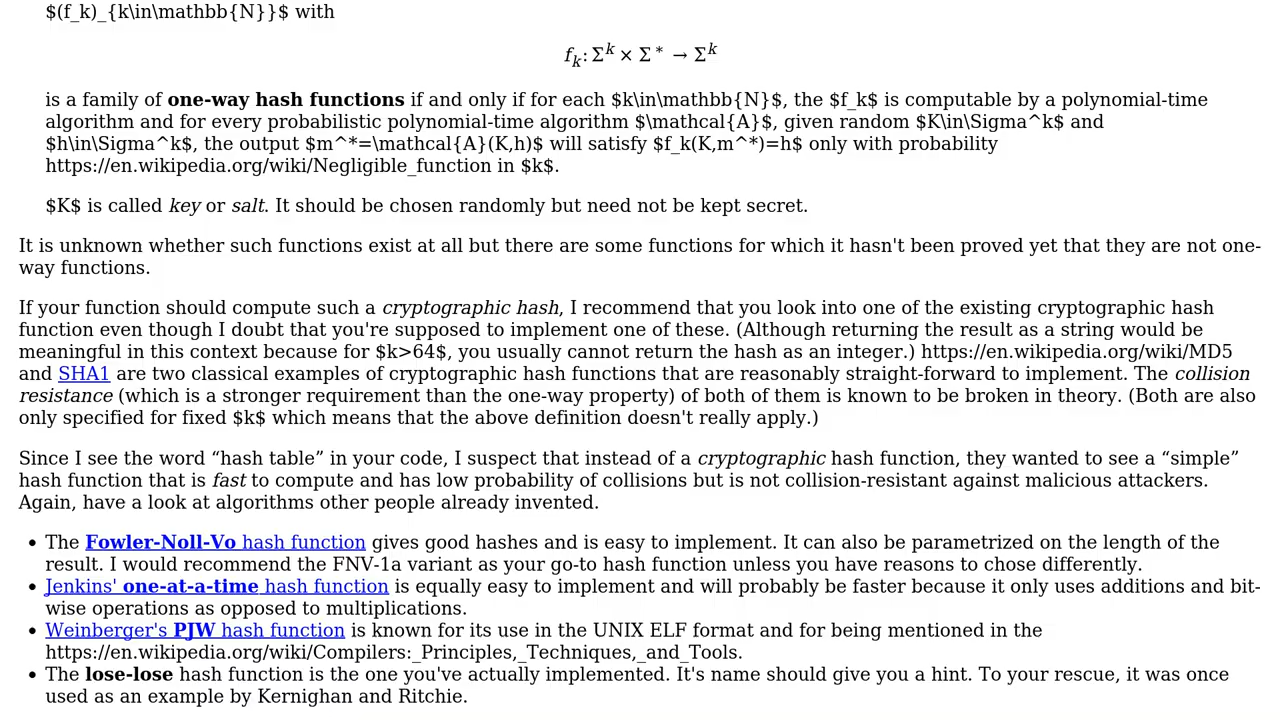 $(f_k)_{k\in\mathbb{N}}$ with
f_k: Σ^k × Σ^* → Σ^k
is a family of one-way hash functions if and only if for each $k\in\mathbb{N}$, the $f_k$ is computable by a polynomial-time
algorithm and for every probabilistic polynomial-time algorithm $\mathcal{A}$, given random $K\in\Sigma^k$ and
$h\in\Sigma^k$, the output $m^*=\mathcal{A}(K,h)$ will satisfy $f_k(K,m^*)=h$ only with probability
https://en.wikipedia.org/wiki/Negligible_function in $k$.
$K$ is called key or salt. It should be chosen randomly but need not be kept secret.
It is unknown whether such functions exist at all but there are some functions for which it hasn't been proved yet that they are not one-
way functions.
If your function should compute such a cryptographic hash, I recommend that you look into one of the existing cryptographic hash
function even though I doubt that you're supposed to implement one of these. (Although returning the result as a string would be
meaningful in this context because for $k>64$, you usually cannot return the hash as an integer.) https://en.wikipedia.org/wiki/MD5
and SHA1 are two classical examples of cryptographic hash functions that are reasonably straight-forward to implement. The collision
resistance (which is a stronger requirement than the one-way property) of both of them is known to be broken in theory. (Both are also
only specified for fixed $k$ which means that the above definition doesn't really apply.)
Since I see the word “hash table” in your code, I suspect that instead of a cryptographic hash function, they wanted to see a “simple”
hash function that is fast to compute and has low probability of collisions but is not collision-resistant against malicious attackers.
Again, have a look at algorithms other people already invented.
• The Fowler-Noll-Vo hash function gives good hashes and is easy to implement. It can also be parametrized on the length of the
result. I would recommend the FNV-1a variant as your go-to hash function unless you have reasons to chose differently.
• Jenkins' one-at-a-time hash function is equally easy to implement and will probably be faster because it only uses additions and bit-
wise operations as opposed to multiplications.
• Weinberger's PJW hash function is known for its use in the UNIX ELF format and for being mentioned in the
https://en.wikipedia.org/wiki/Compilers:_Principles,_Techniques,_and_Tools.
• The lose-lose hash function is the one you've actually implemented. It's name should give you a hint. To your rescue, it was once
used as an example by Kernighan and Ritchie.